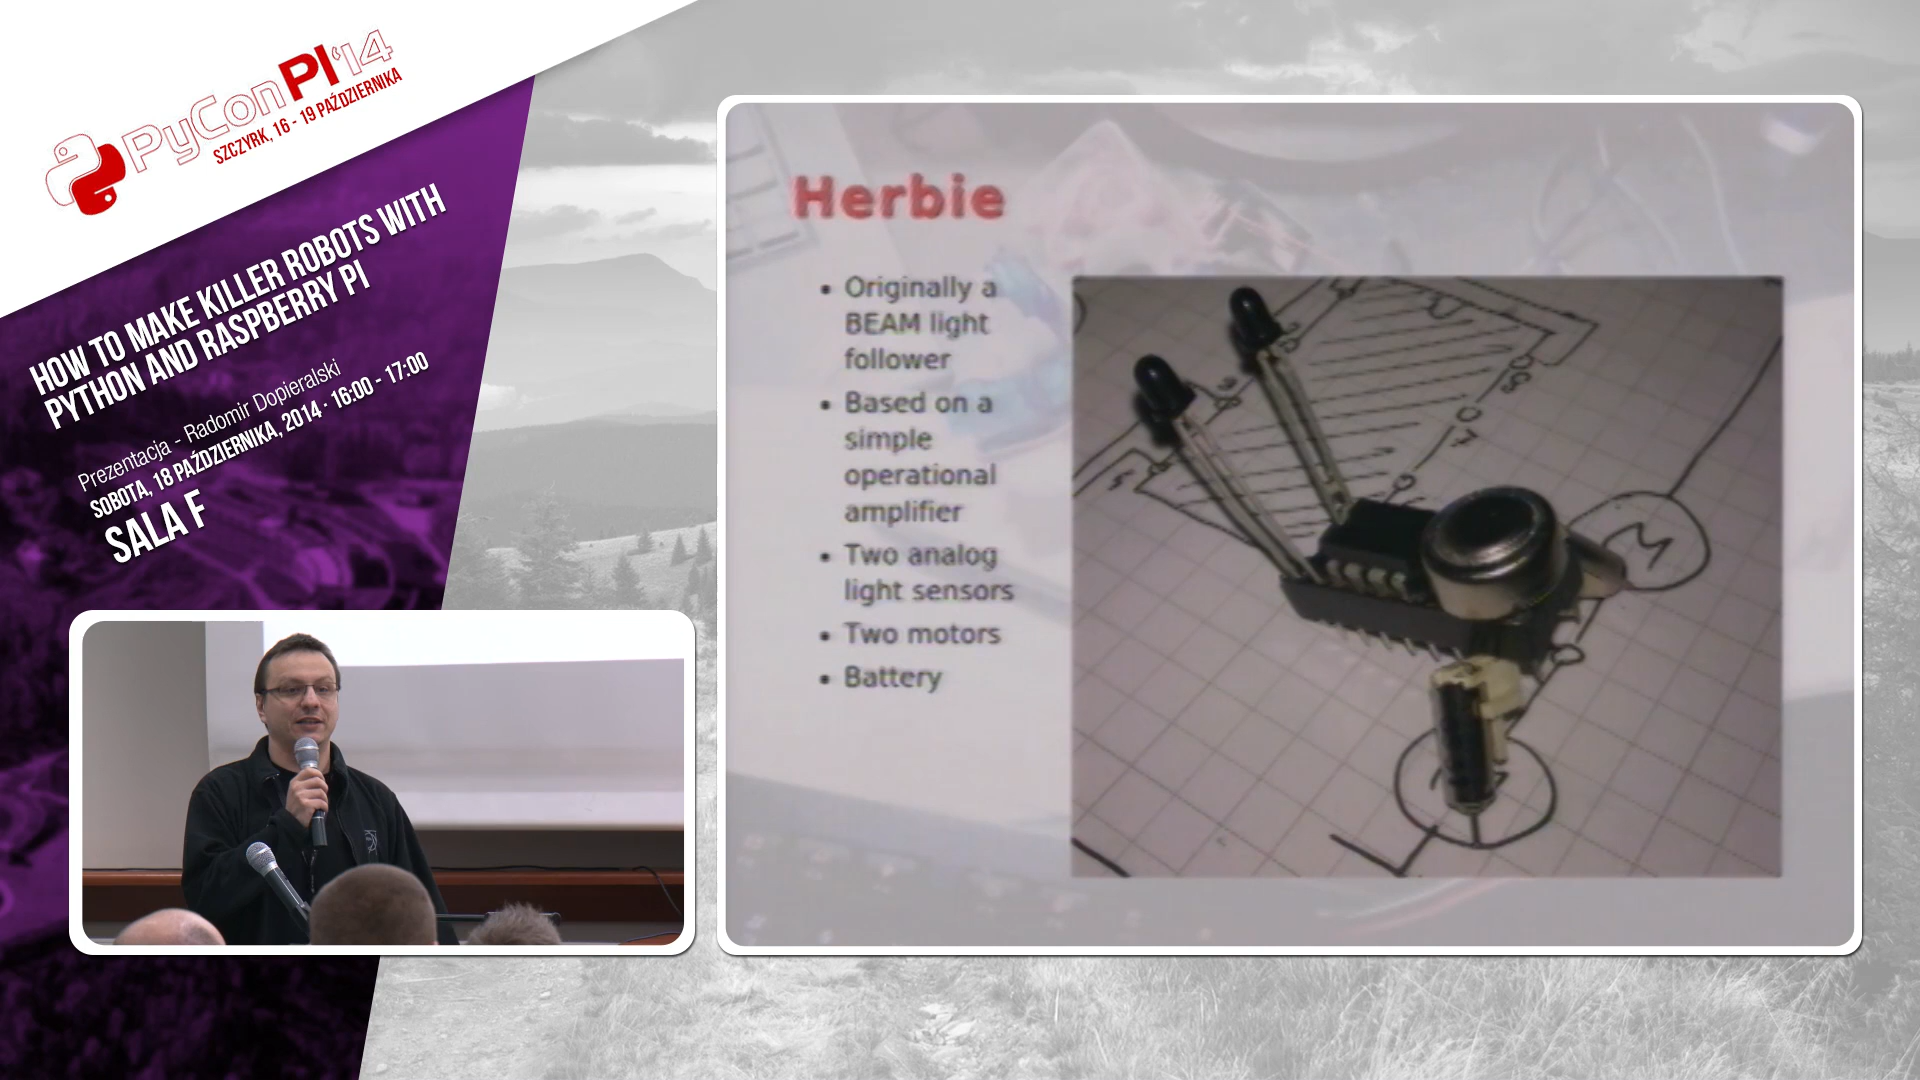 PyConPl'14
SZCZYRK, 16 - 19 PAŹDZIERNIKA
HOW TO MAKE KILLER ROBOTS WITH
PYTHON AND RASPBERRY PI
Prezentacja - Radomir Dopieralski
SOBOTA, 18 PAŹDZIERNIKA, 2014 · 16:00 - 17:00
SALA F
Herbie
• Originally a
BEAM light
follower
• Based on a
simple
operational
amplifier
• Two analog
light sensors
• Two motors
• Battery
7
M